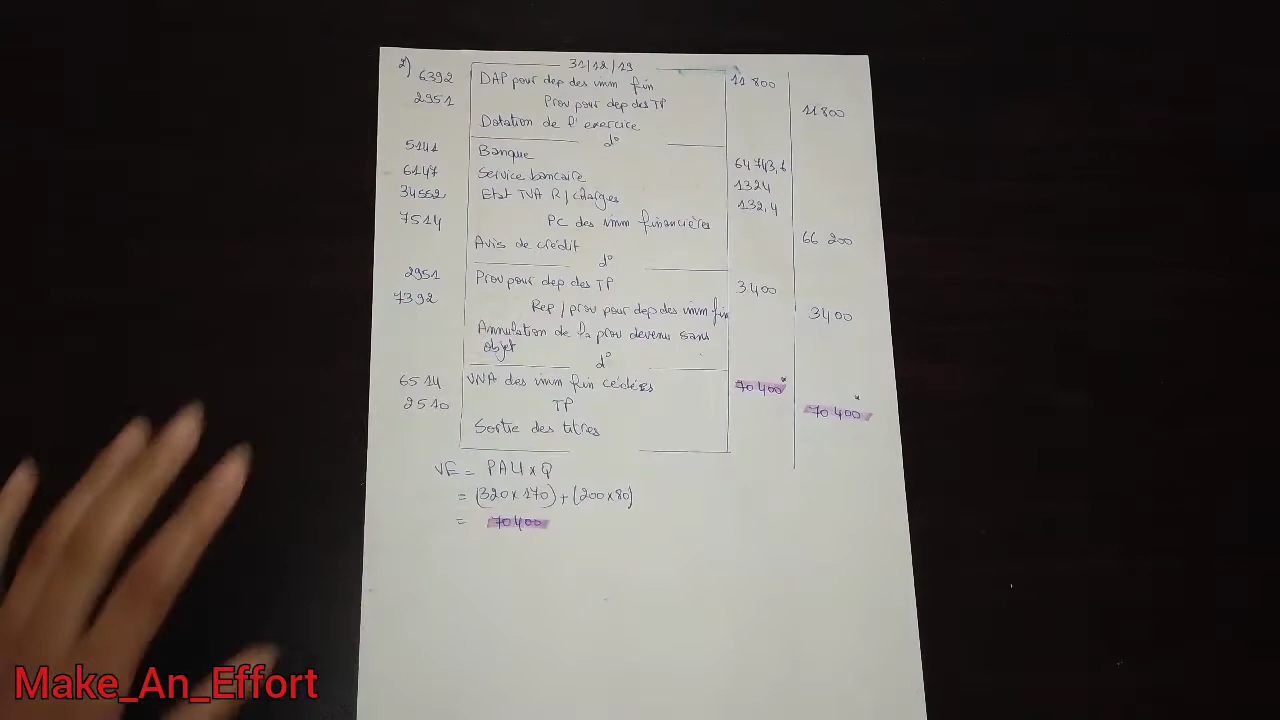 2) 31/12/19
6392 DAP pour dep des imm fin 11 800
2951 Prov pour dep des TP 11 800
Dotation de l'exercice
d°
5141 Banque 64 743,6
6147 Service bancaire 1324
34552 Etat TVA R/charges 132,4
7514 PC des imm financières 66 200
Avis de crédit
d°
2951 Prov pour dep des TP 3400
7392 Rep/prov pour dep des imm fin 3400
Annulation de la prov devenus sans
objet
d°
6514 VNA des imm fin cédées 70 400*
2510 TP 70 400*
Sortie des titres
VE = PAU x Q
= (320 x 170) + (200 x 80)
= 70400
Make_An_Effort